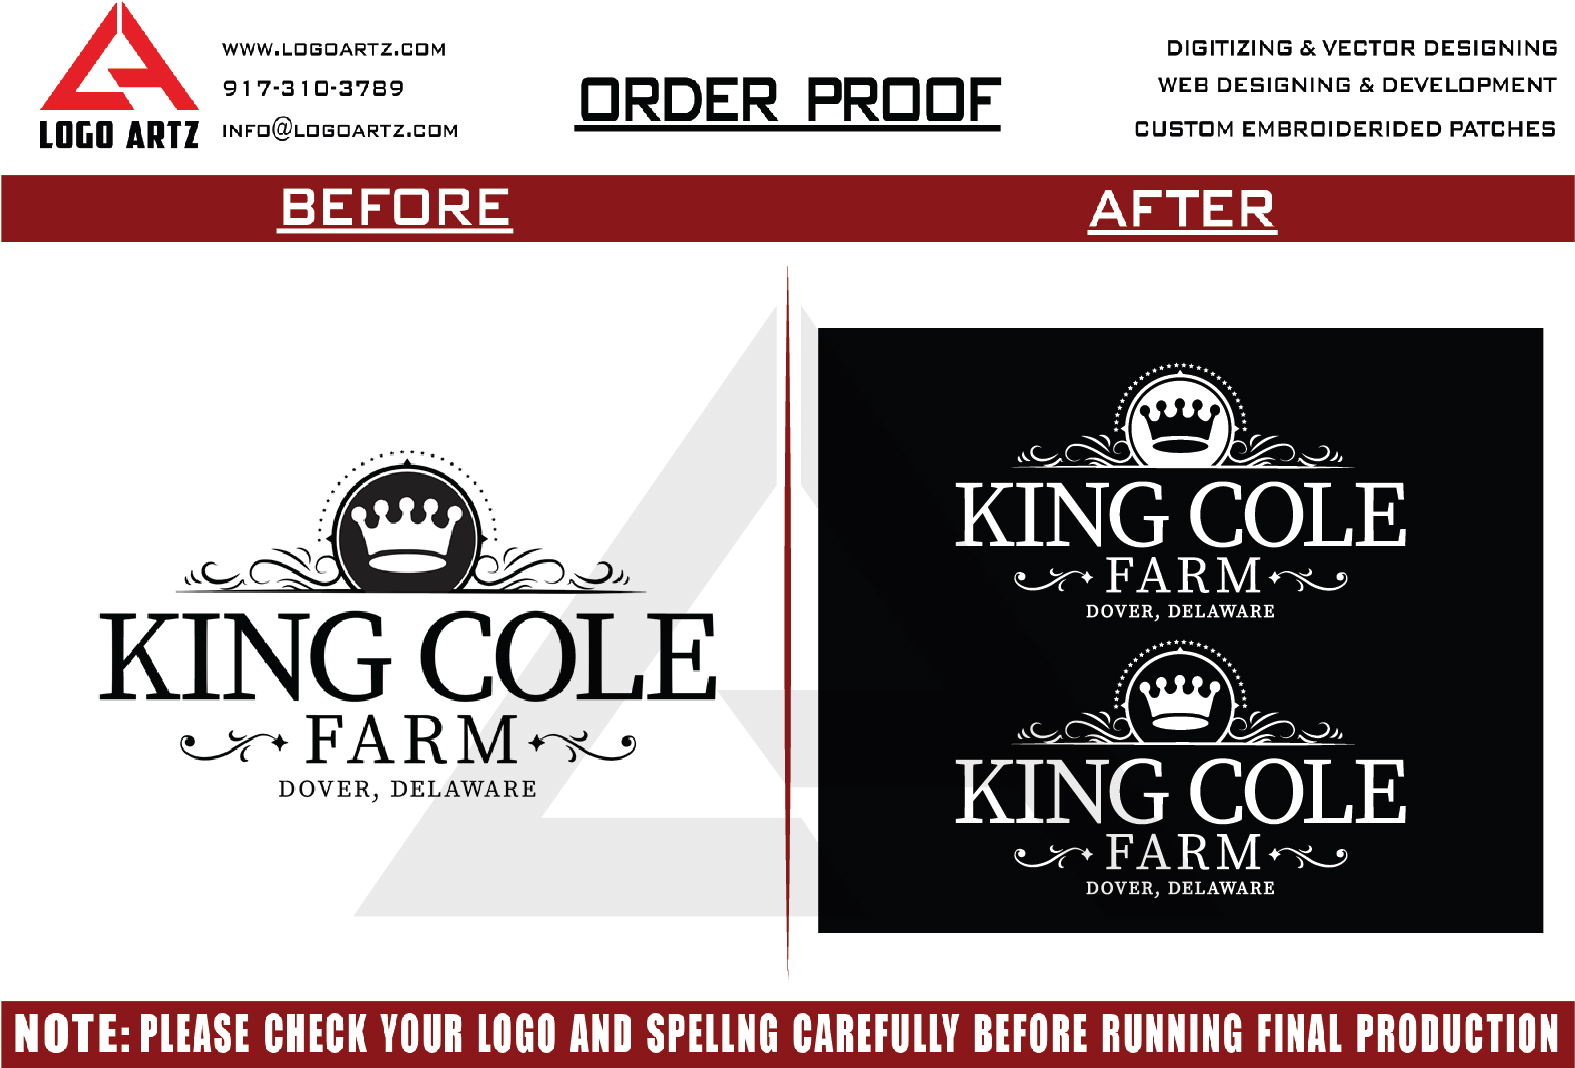 LOGO ARTZ
WWW.LOGOARTZ.COM
917-310-3789
INFO@LOGOARTZ.COM
ORDER PROOF
DIGITIZING & VECTOR DESIGNING
WEB DESIGNING & DEVELOPMENT
CUSTOM EMBROIDERIDED PATCHES
BEFORE
AFTER
KING COLE
FARM
DOVER, DELAWARE
KING COLE
FARM
DOVER, DELAWARE
KING COLE
FARM
DOVER, DELAWARE
NOTE: PLEASE CHECK YOUR LOGO AND SPELLNG CAREFULLY BEFORE RUNNING FINAL PRODUCTION